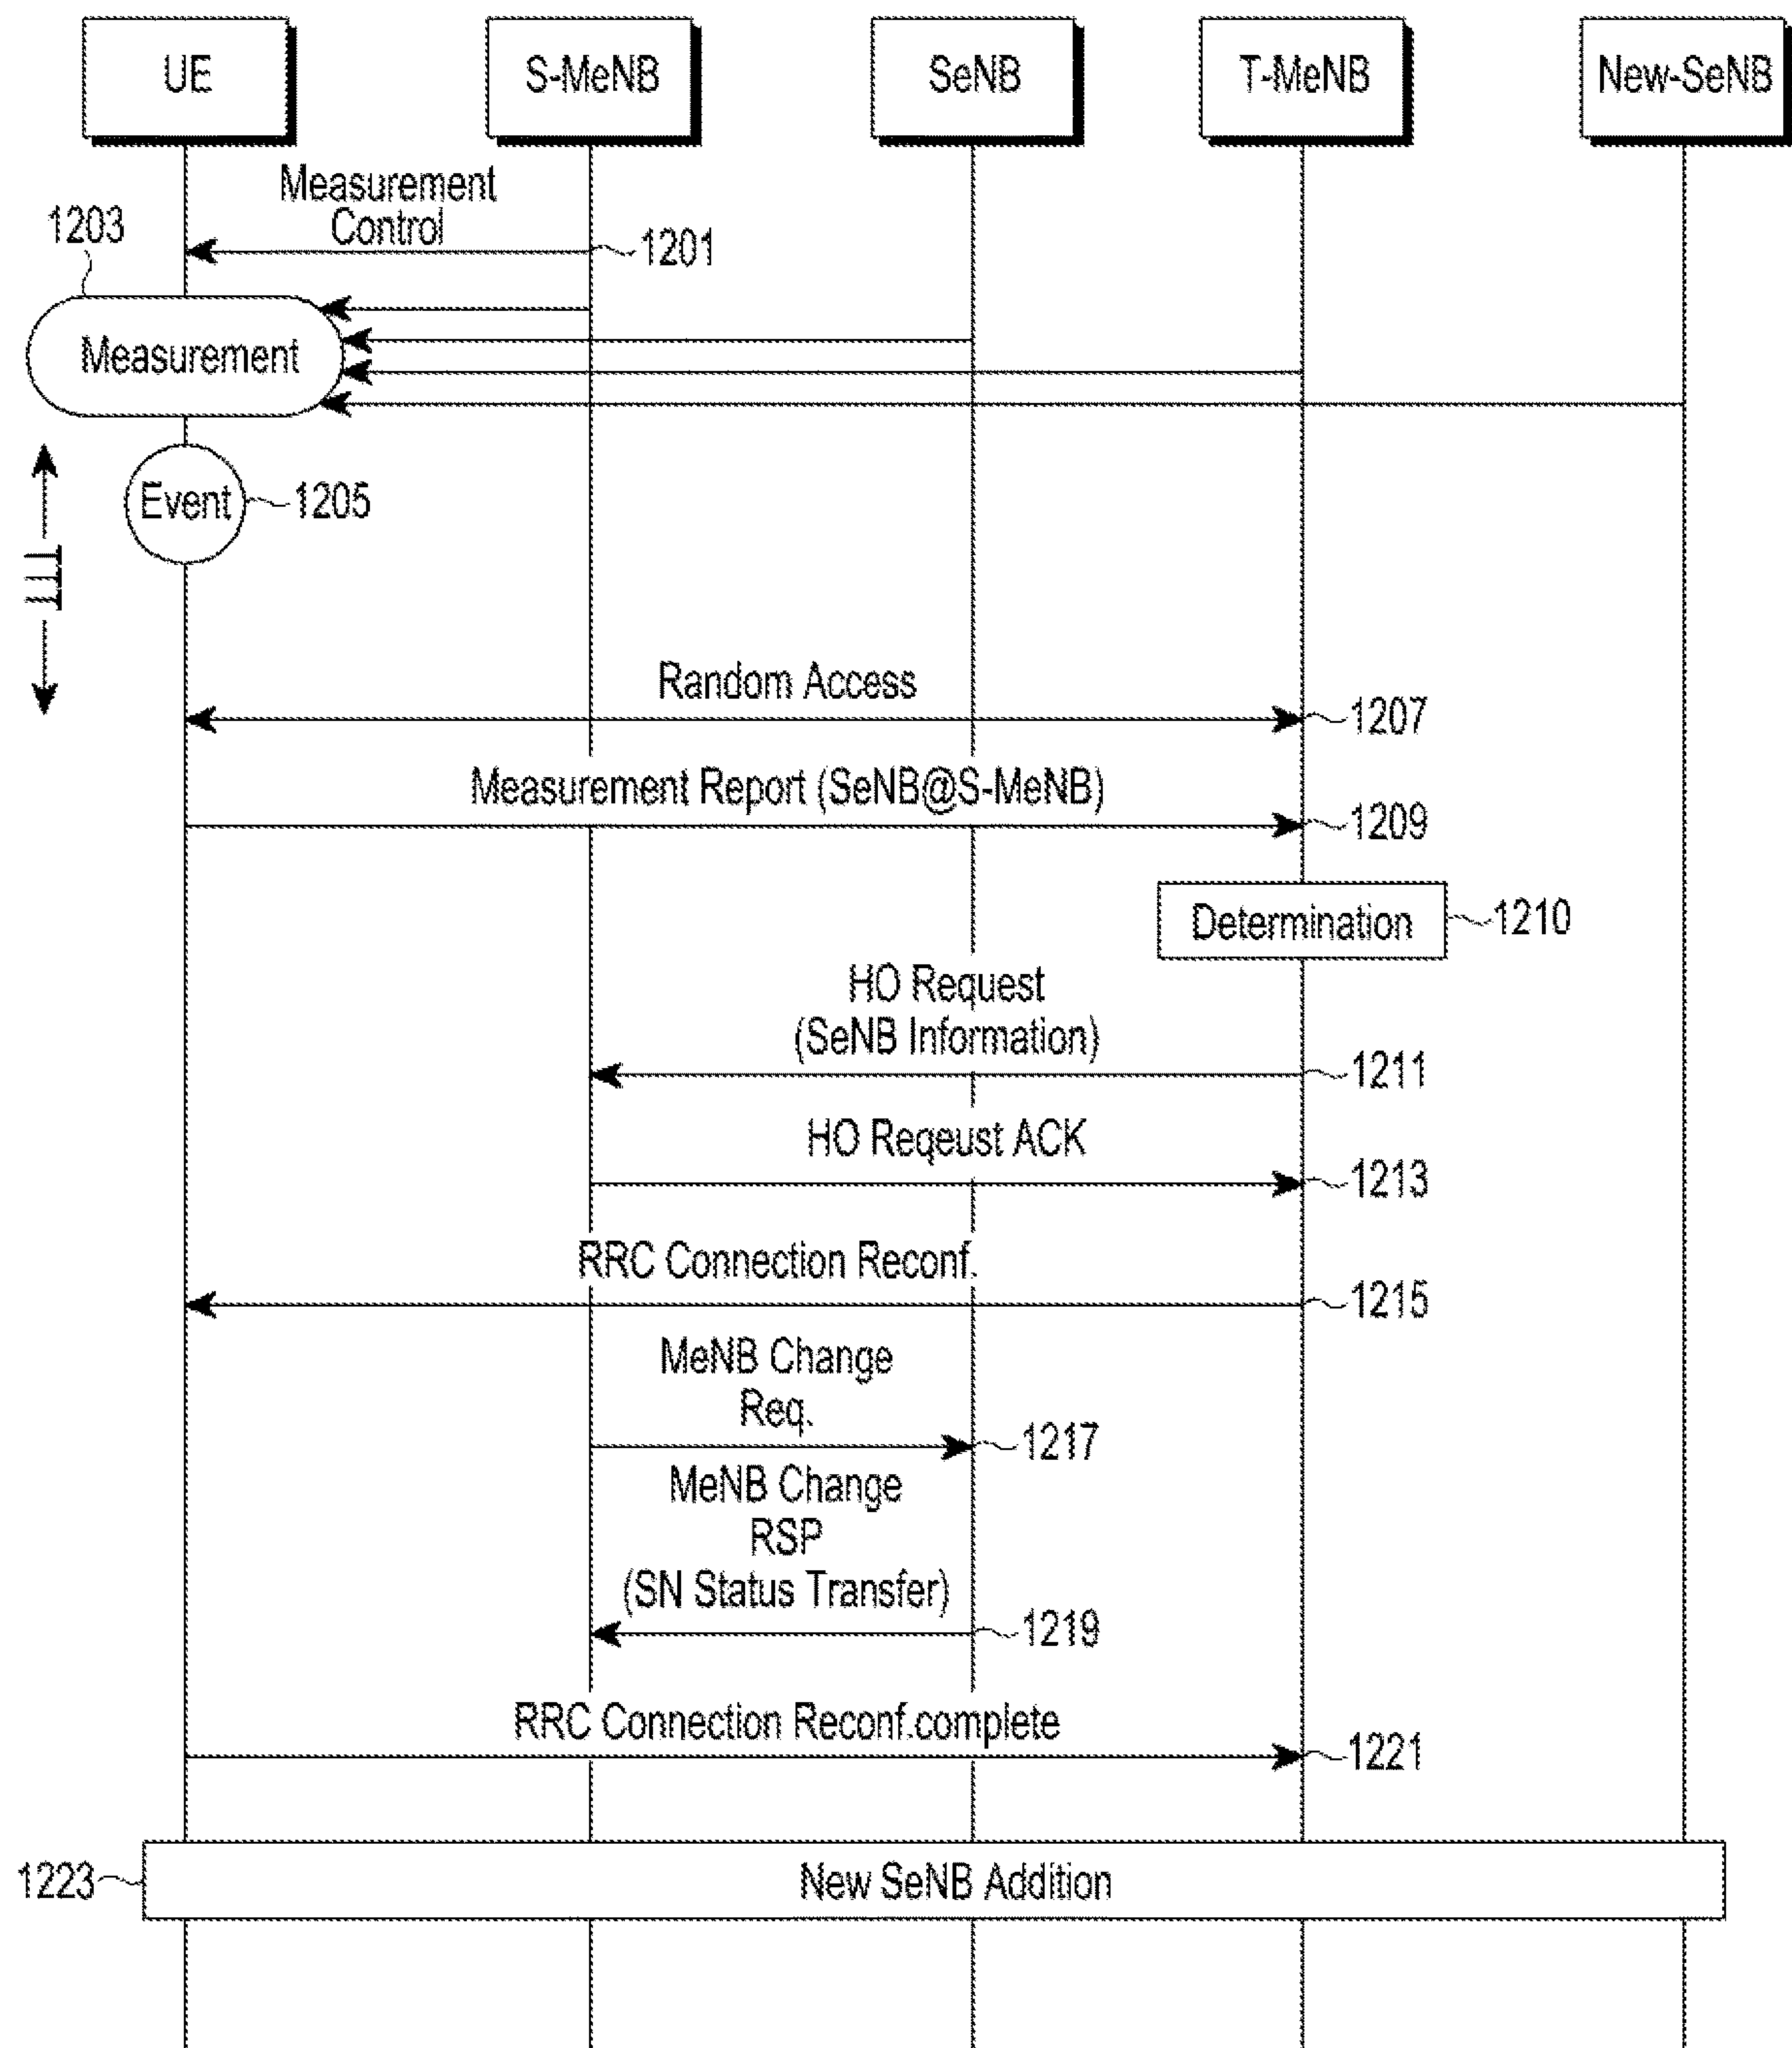 UE
S-MeNB
SeNB
T-MeNB
New-SeNB
Measurement
Control
1201
1203
Measurement
Event
1205
TTT
Random Access
1207
Measurement Report (SeNB@S-MeNB)
1209
Determination
1210
HO Request
(SeNB Information)
1211
HO Reqeust ACK
1213
RRC Connection Reconf.
1215
MeNB Change
Req.
1217
MeNB Change
RSP
(SN Status Transfer)
1219
RRC Connection Reconf.complete
1221
1223
New SeNB Addition